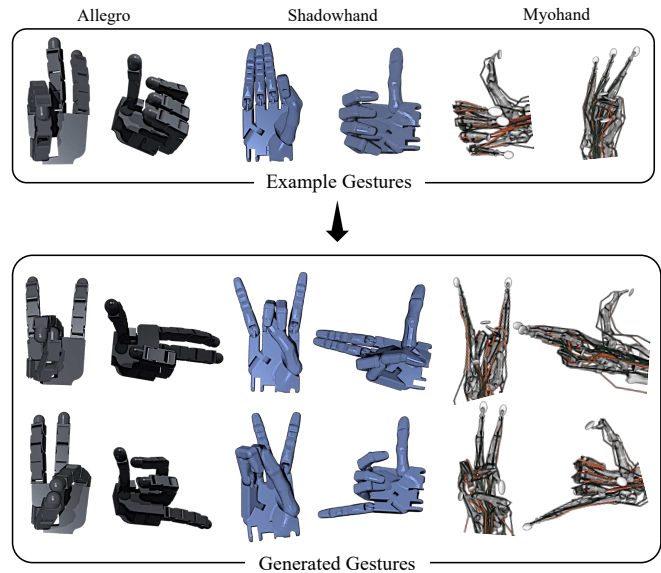 Allegro
Shadowhand
Myohand
Example Gestures
Generated Gestures